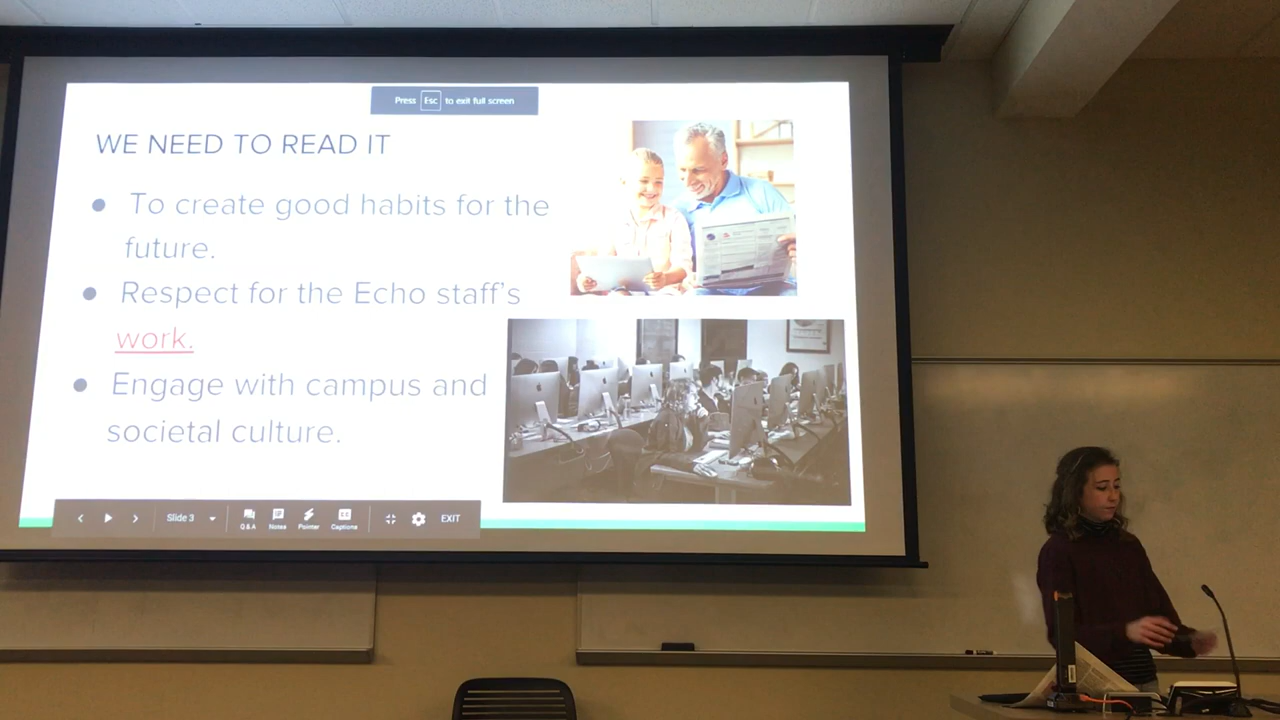 Press Esc to exit full screen
WE NEED TO READ IT
● To create good habits for the
future.
● Respect for the Echo staff's
work.
● Engage with campus and
societal culture.
Slide 3
Q&A Notes Pointer Captions
EXIT